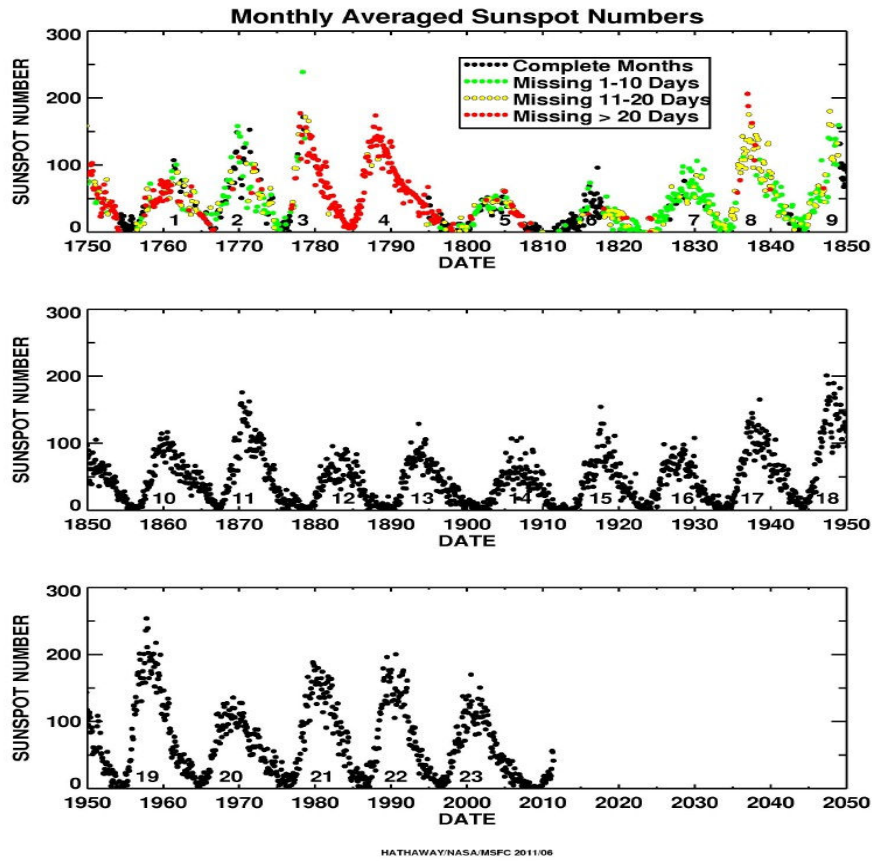 Monthly Averaged Sunspot Numbers
300
200
100
0
SUNSPOT NUMBER
Complete Months
Missing 1-10 Days
Missing 11-20 Days
Missing > 20 Days
1 2 3 4 5 6 7 8 9
1750 1760 1770 1780 1790 1800 1810 1820 1830 1840 1850
DATE
300
200
100
0
SUNSPOT NUMBER
10 11 12 13 14 15 16 17 18
1850 1860 1870 1880 1890 1900 1910 1920 1930 1940 1950
DATE
300
200
100
0
SUNSPOT NUMBER
19 20 21 22 23
1950 1960 1970 1980 1990 2000 2010 2020 2030 2040 2050
DATE
HATHAWAY/NASA/MSFC 2011/06